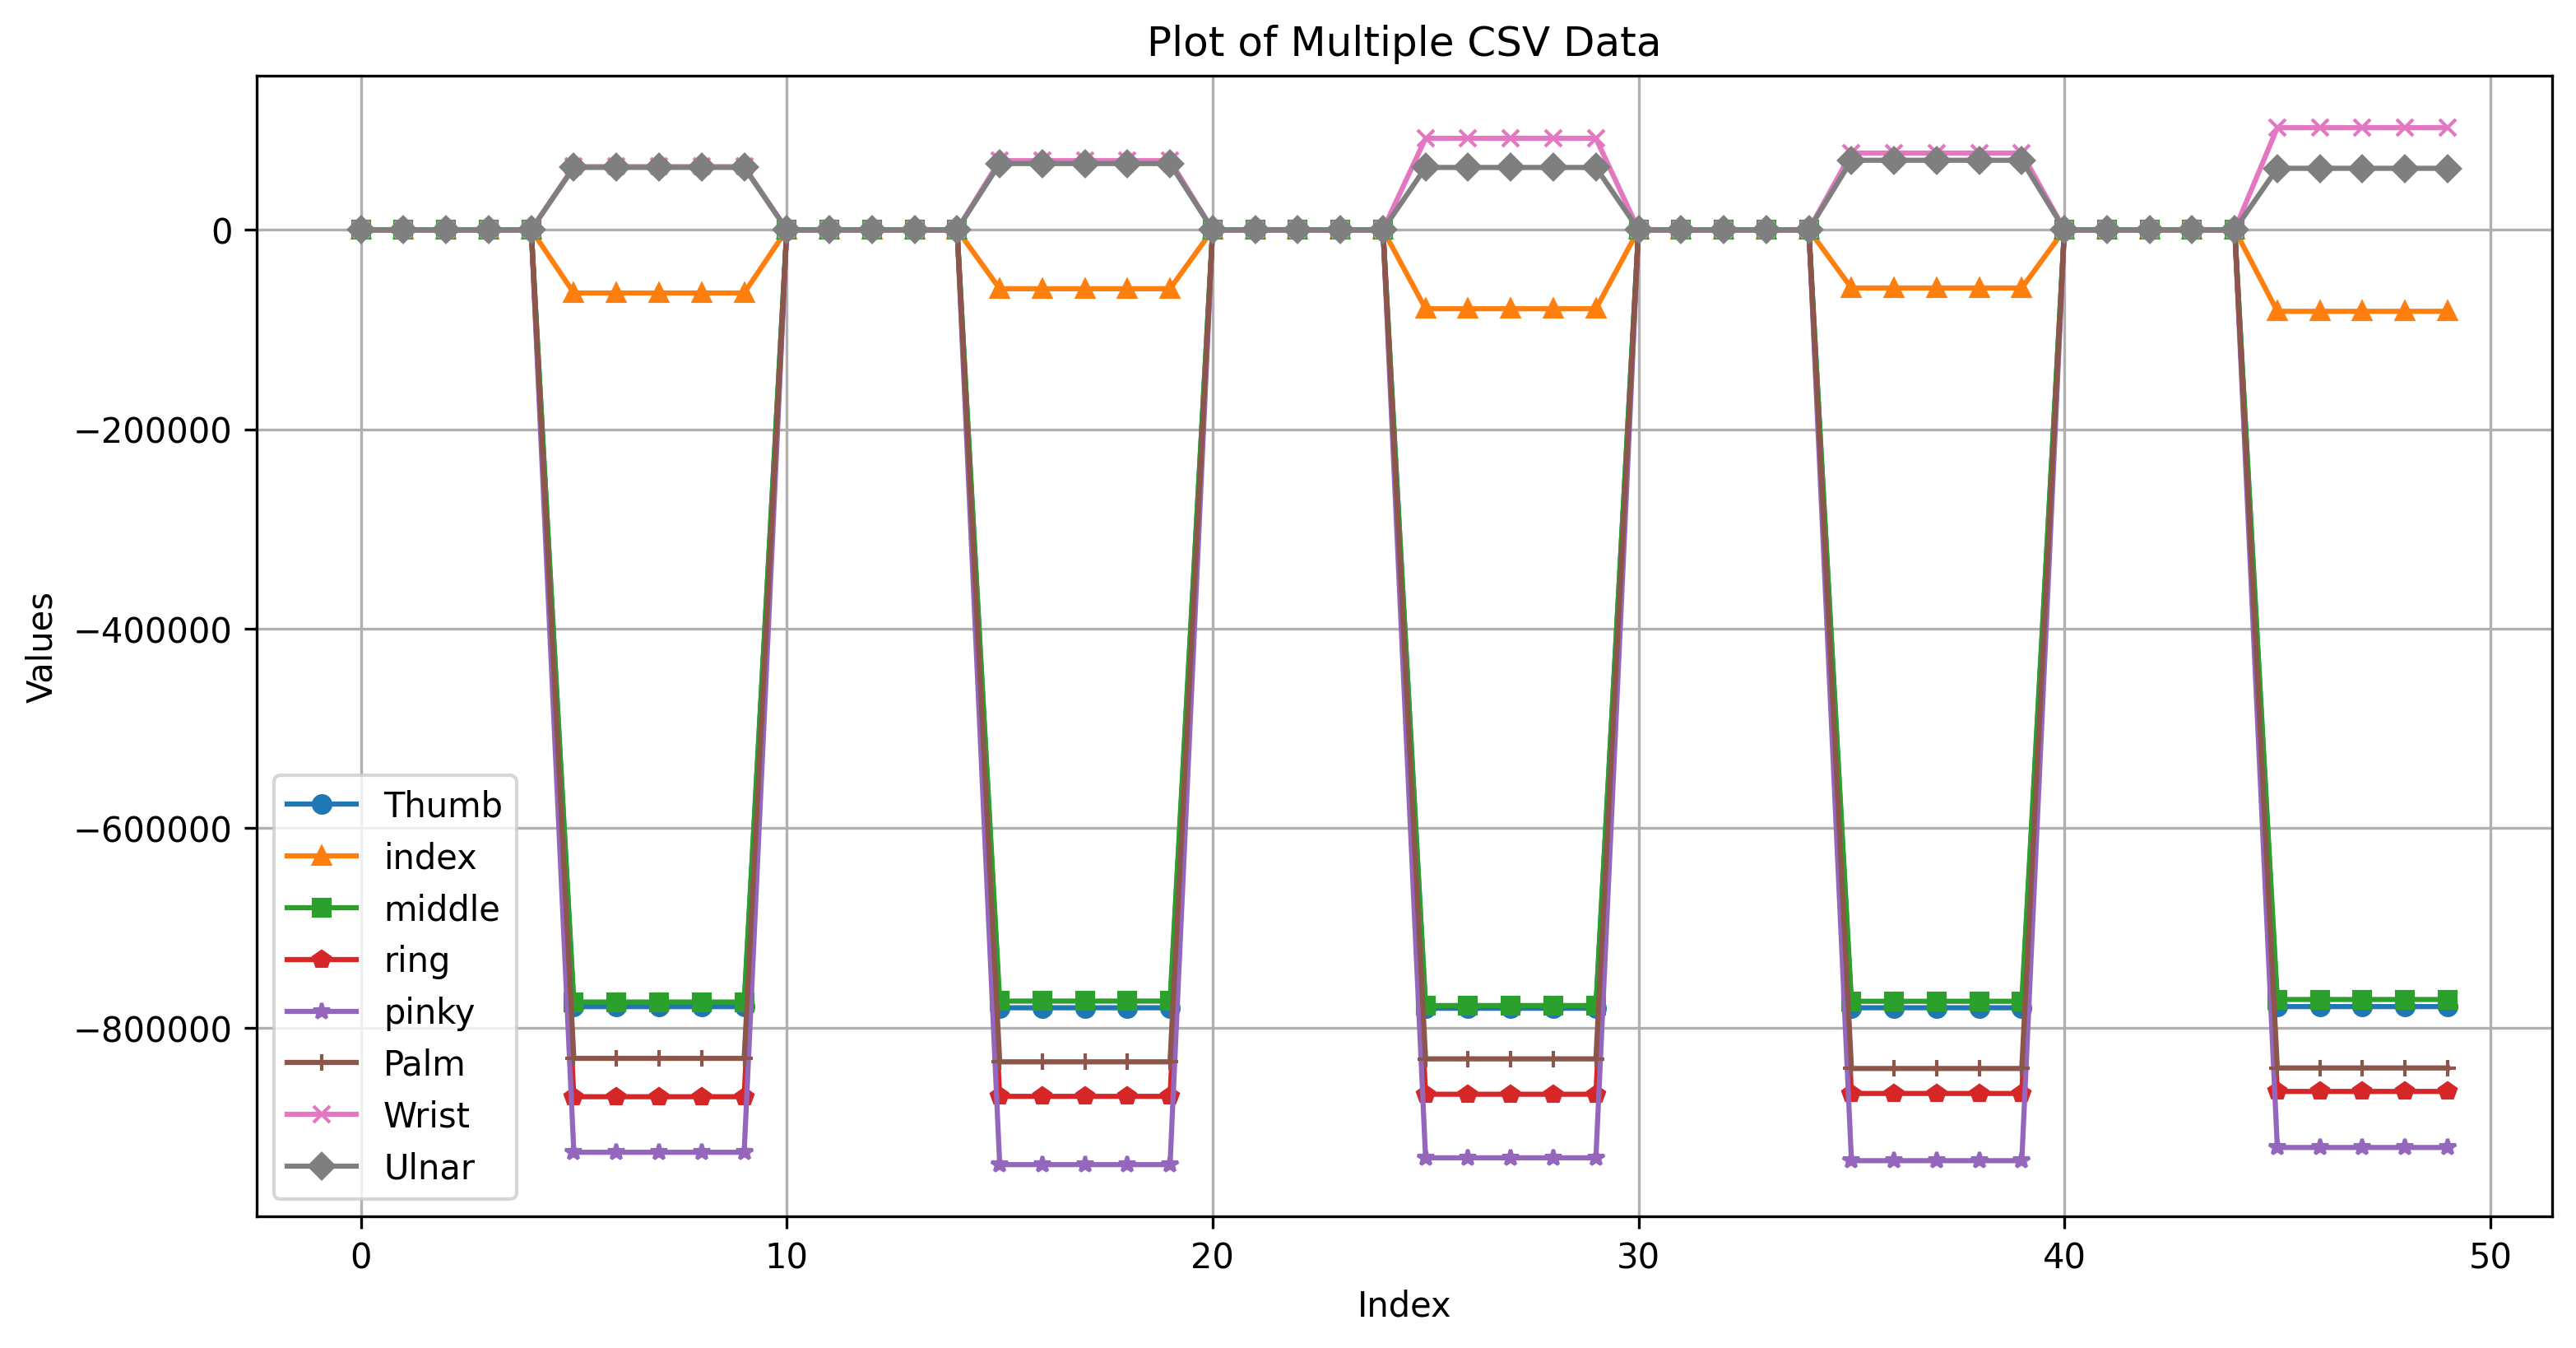 Plot of Multiple CSV Data
0
−200000
−400000
−600000
−800000
Values
Thumb
index
middle
ring
pinky
Palm
Wrist
Ulnar
0 10 20 30 40 50
Index